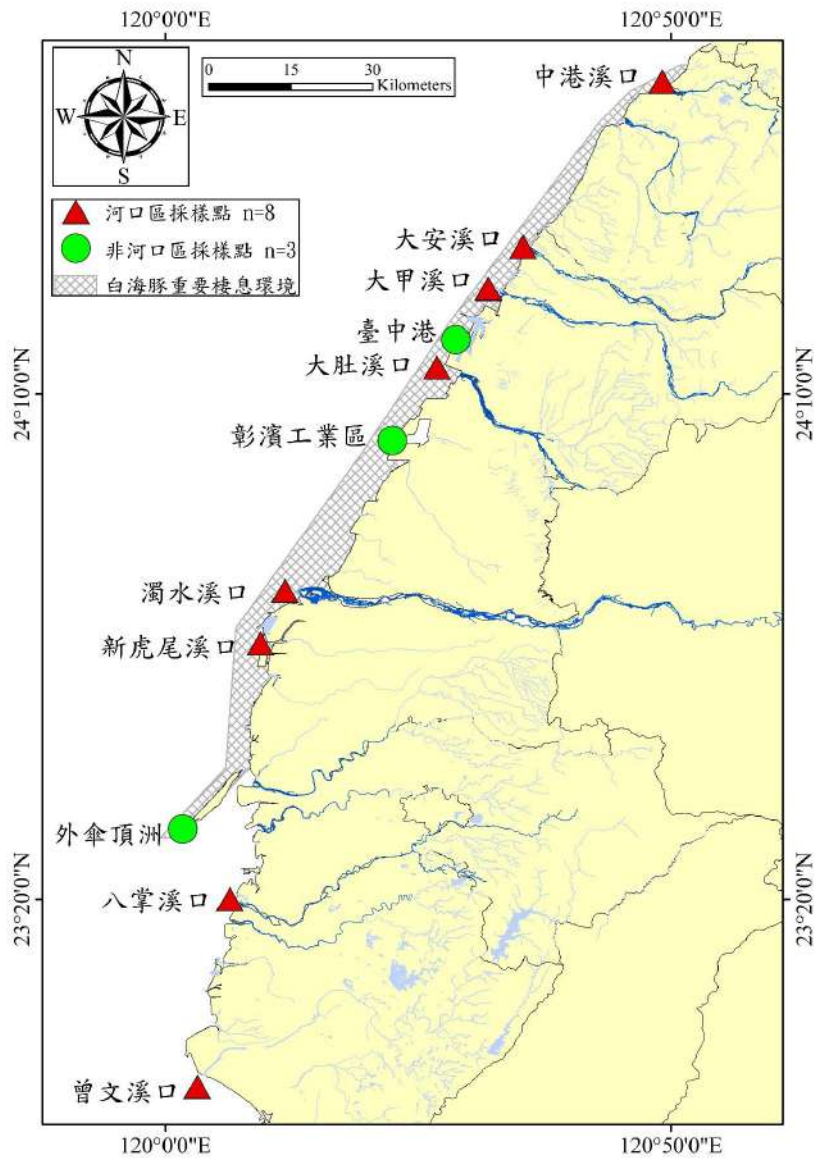 120°0'0"E
120°50'0"E
N
W
E
S
0
15
30
Kilometers
河口區採樣點 n=8
非河口區採樣點 n=3
白海豚重要棲息環境
中港溪口
大安溪口
大甲溪口
臺中港
大肚溪口
彰濱工業區
濁水溪口
新虎尾溪口
外傘頂洲
八掌溪口
曾文溪口
24°10'0"N
24°10'0"N
23°20'0"N
23°20'0"N
120°0'0"E
120°50'0"E